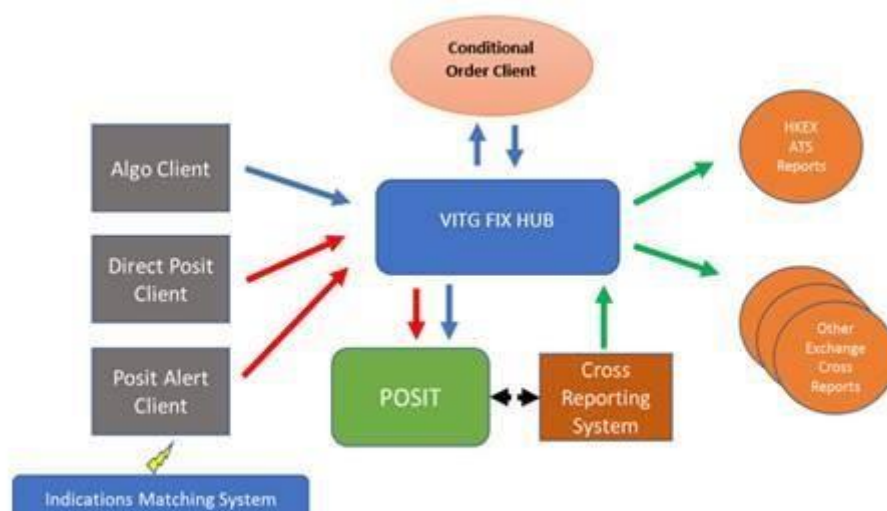 Conditional
Order Client
Algo Client
Direct Posit
Client
Posit Alert
Client
Indications Matching System
VITG FIX HUB
POSIT
Cross
Reporting
System
HKEX
ATS
Reports
Other
Exchange
Cross
Reports